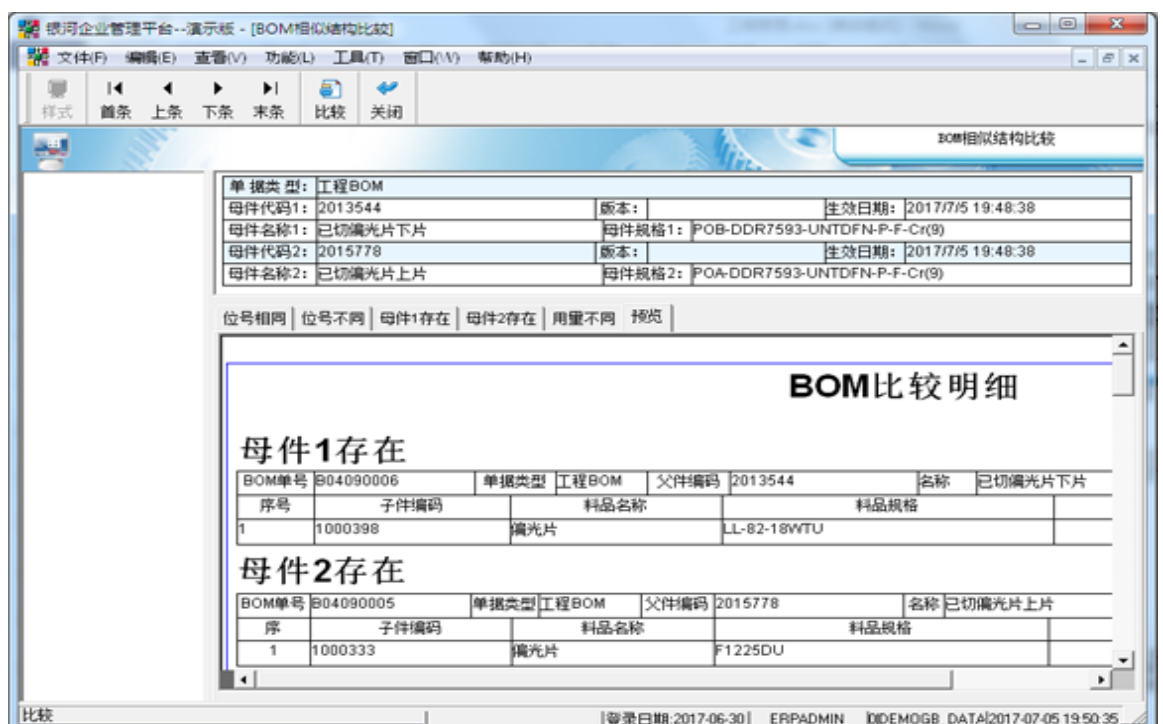 银河企业管理平台--演示版 - [BOM相似结构比较]
文件(F) 编辑(E) 查看(V) 功能(L) 工具(T) 窗口(W) 帮助(H)
样式 首条 上条 下条 末条 比较 关闭
BOM相似结构比较
单据类型: 工程BOM
母件代码1: 2013544 版本: 生效日期: 2017/7/5 19:48:38
母件名称1: 已切偏光片下片 母件规格1: POB-DDR7593-UNTDFN-P-F-Cr(9)
母件代码2: 2015778 版本: 生效日期: 2017/7/5 19:48:38
母件名称2: 已切偏光片上片 母件规格2: POA-DDR7593-UNTDFN-P-F-Cr(9)
位号相同 位号不同 母件1存在 母件2存在 用量不同 预览
BOM比较明细
母件1存在
BOM单号 B04090006 单据类型 工程BOM 父件编码 2013544 名称 已切偏光片下片
序号 子件编码 料品名称 料品规格
1 1000398 偏光片 LL-82-18WTU
母件2存在
BOM单号 B04090005 单据类型 工程BOM 父件编码 2015778 名称 已切偏光片上片
序 子件编码 料品名称 料品规格
1 1000333 偏光片 F1225DU
比较 登录日期:2017-06-30 ERPADMIN DIDEMOGB_DATA 2017-07-05 19:50:35